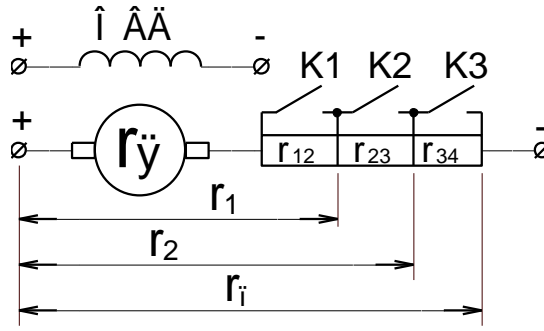 Î ÂÄ
+ -
K1 K2 K3
+ -
rÿ r12 r23 r34
r1
r2
rï